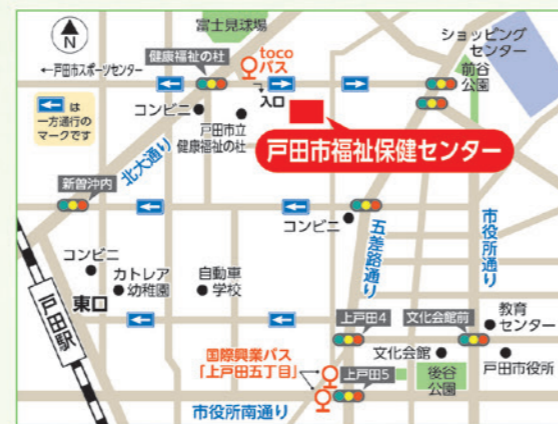 N
富士見球場
健康福祉の社
toco
バス
ショッピング
センター
←戸田市スポーツセンター
前谷
公園
入口
は
一方通行の
マークです
コンビニ
戸田市立
健康福祉の社
戸田市福祉保健センター
北大通り
新曽沖内
コンビニ
五差路通り
市役所通り
コンビニ
カトレア
幼稚園
自動車
学校
東口
戸田駅
上戸田4
文化会館前
教育
センター
国際興業バス
「上戸田五丁目」
文化会館
戸田市役所
上戸田5
後谷
公園
市役所南通り